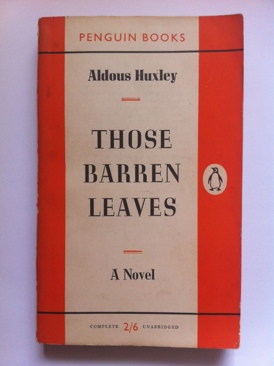 PENGUIN BOOKS
Aldous Huxley
THOSE
BARREN
LEAVES
A Novel
COMPLETE 2/6 UNABRIDGED